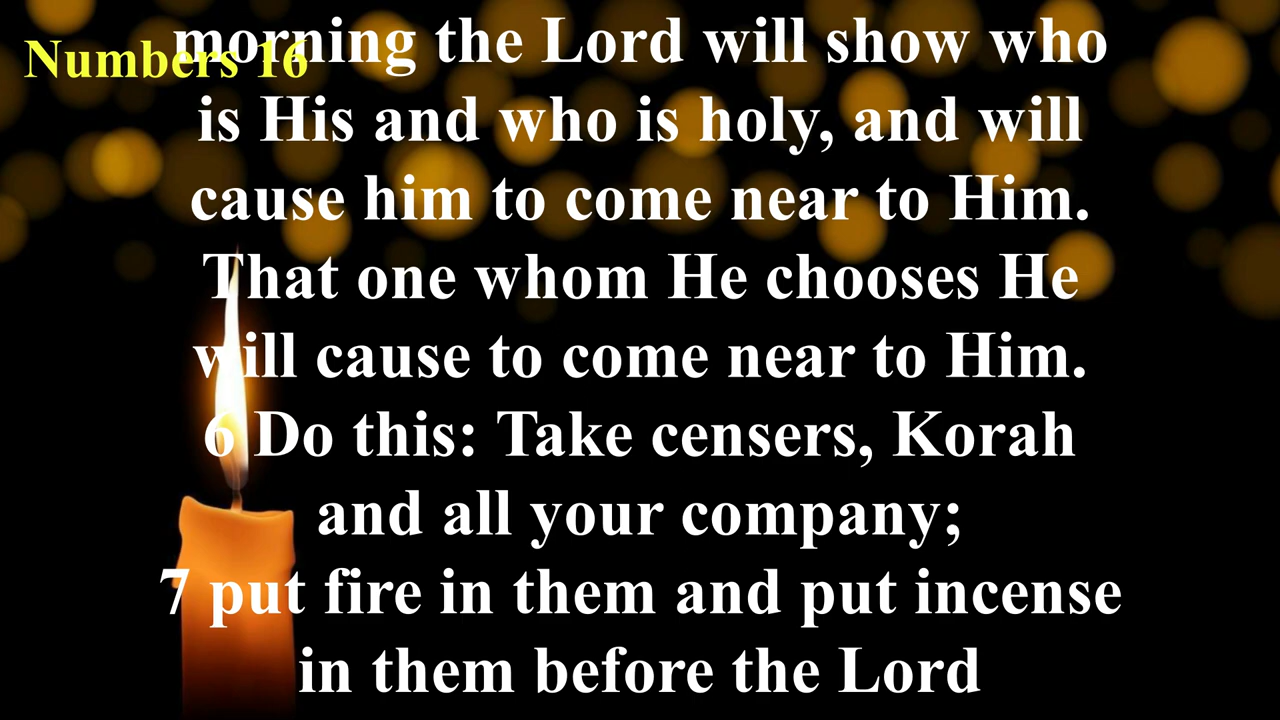 Numbers 16
morning the Lord will show who
is His and who is holy, and will
cause him to come near to Him.
That one whom He chooses He
will cause to come near to Him.
6 Do this: Take censers, Korah
and all your company;
7 put fire in them and put incense
in them before the Lord